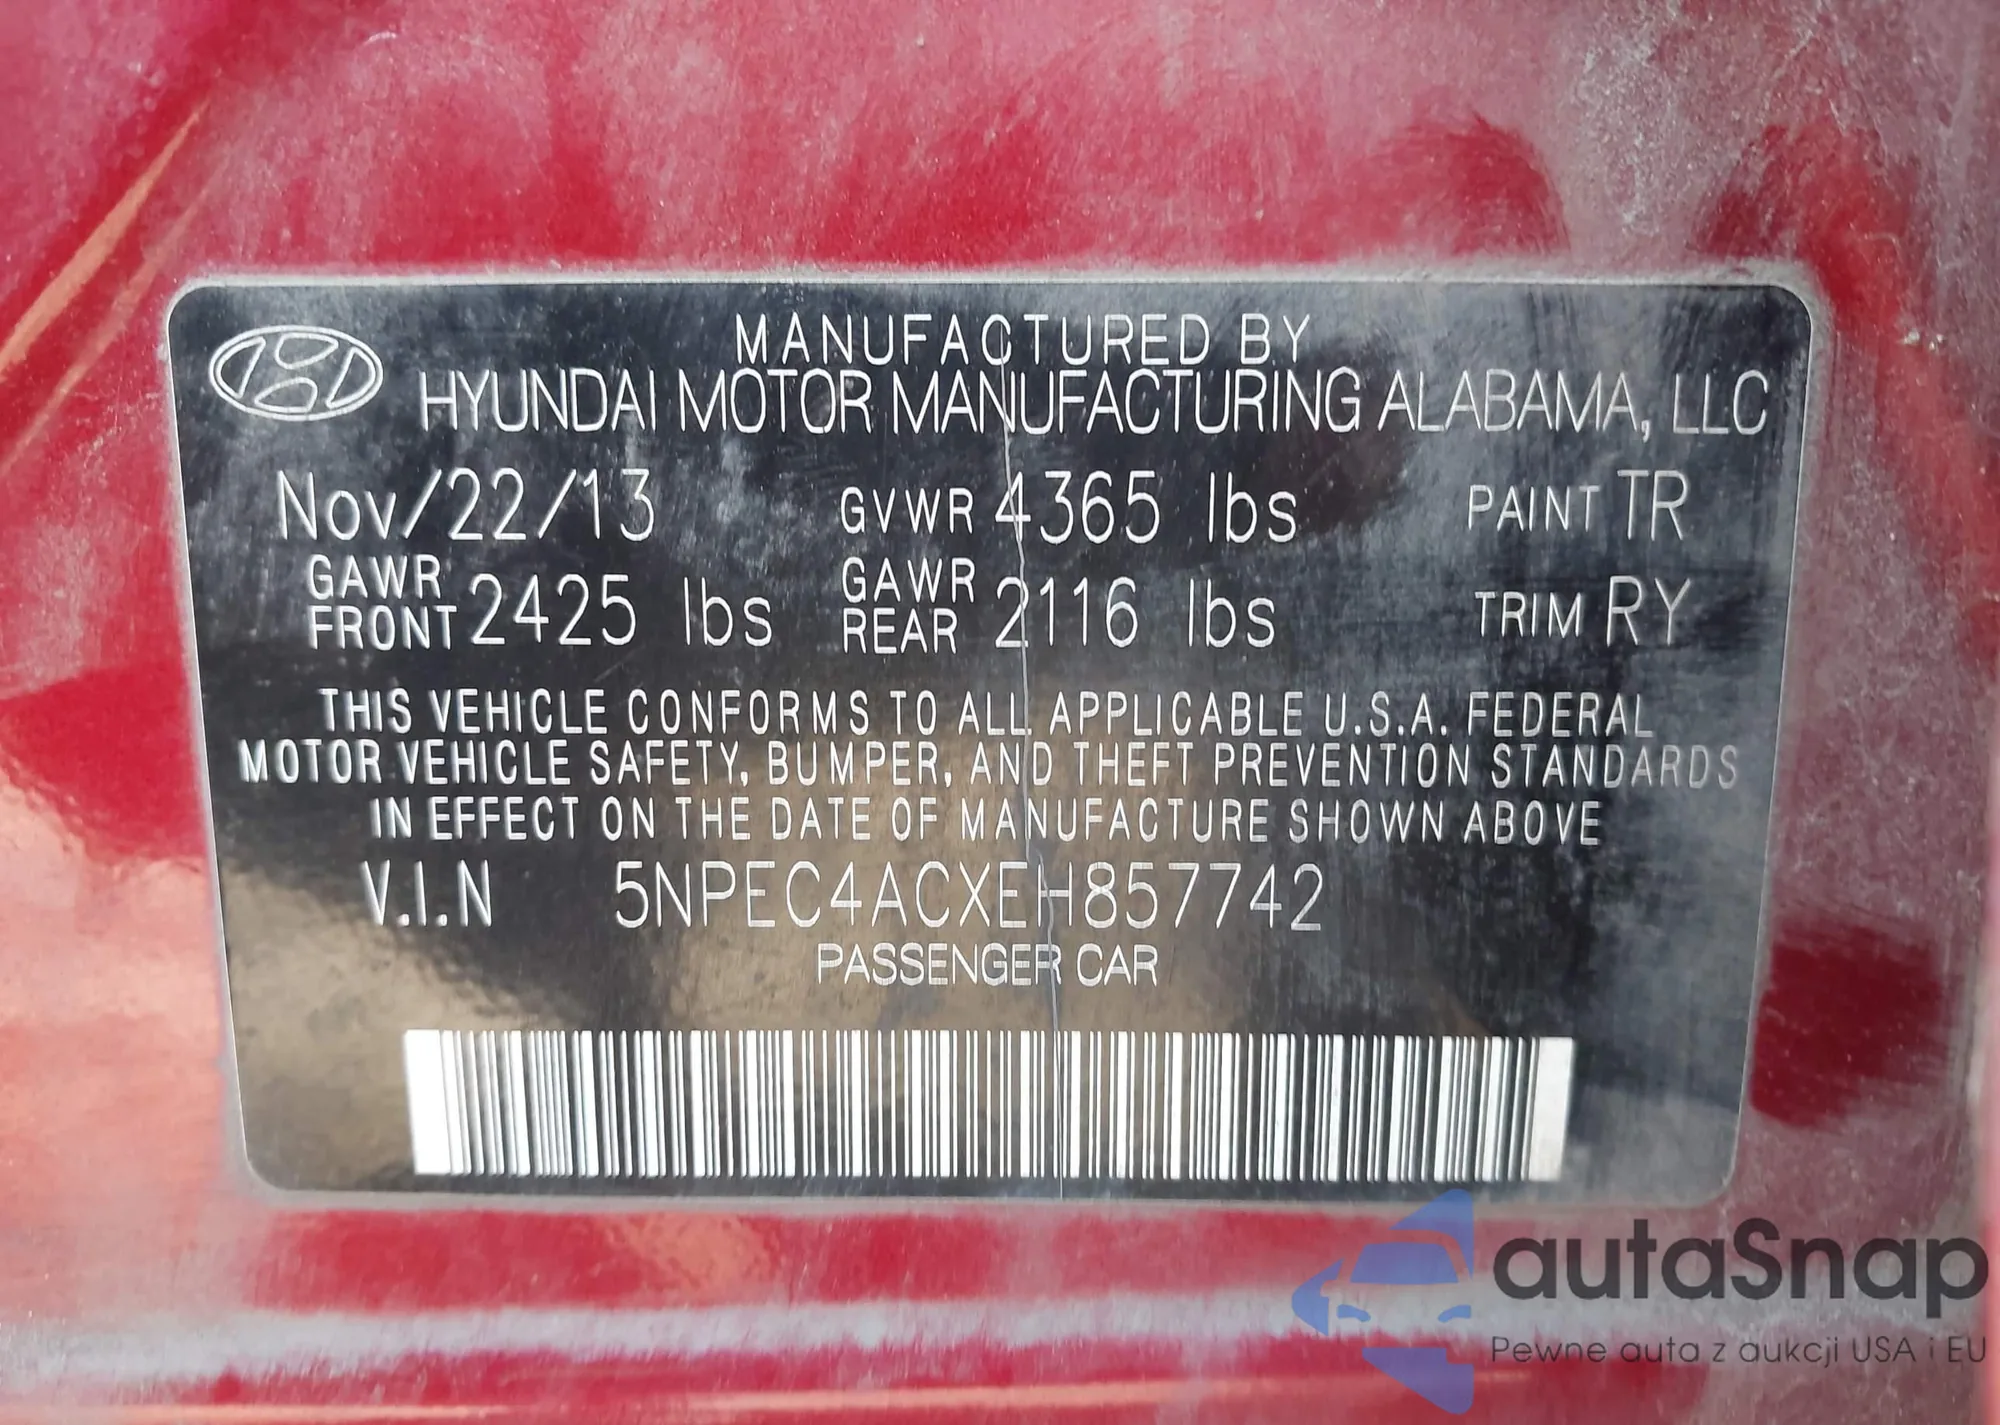 MANUFACTURED BY
HYUNDAI MOTOR MANUFACTURING ALABAMA, LLC
Nov/22/13 GVWR 4365 lbs PAINT TR
GAWR FRONT 2425 lbs GAWR REAR 2116 lbs TRIM RY
THIS VEHICLE CONFORMS TO ALL APPLICABLE U.S.A. FEDERAL
MOTOR VEHICLE SAFETY, BUMPER, AND THEFT PREVENTION STANDARDS
IN EFFECT ON THE DATE OF MANUFACTURE SHOWN ABOVE
V.I.N 5NPEC4ACXEH857742
PASSENGER CAR
autaSnap
Pewne auta z aukcji USA i EU